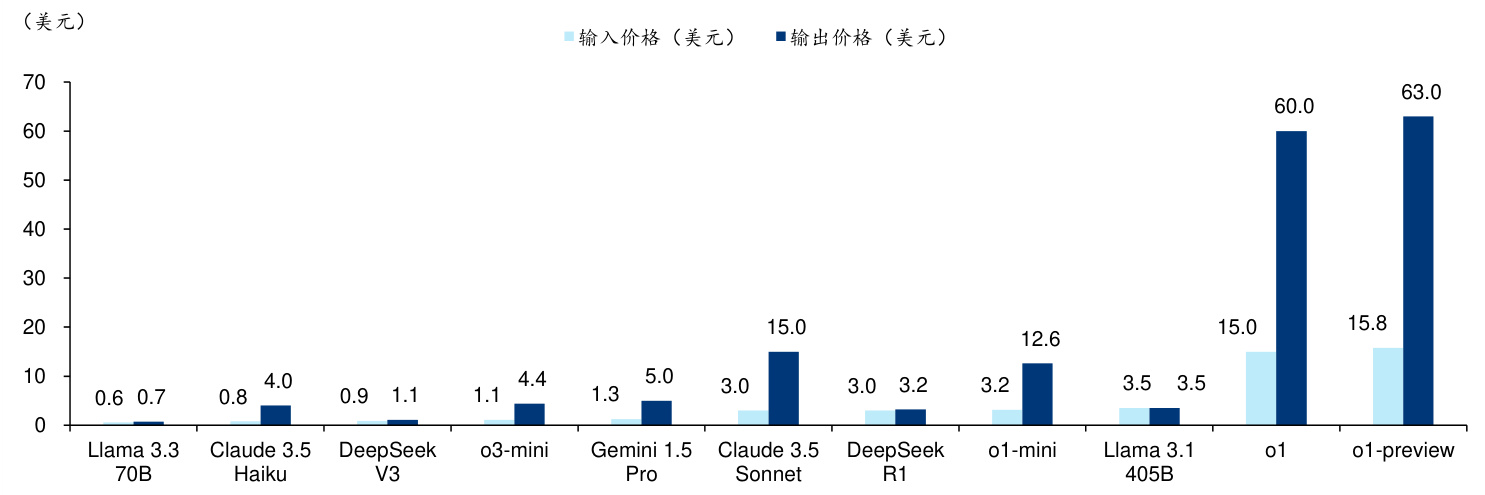 （美元）
输入价格（美元） 输出价格（美元）
70
60
50
40
30
20
10
0
0.6 0.7 0.8 4.0 0.9 1.1 1.1 4.4 1.3 5.0 3.0 15.0 3.0 3.2 3.2 12.6 3.5 3.5 15.0 60.0 15.8 63.0
Llama 3.3 70B
Claude 3.5 Haiku
DeepSeek V3
o3-mini
Gemini 1.5 Pro
Claude 3.5 Sonnet
DeepSeek R1
o1-mini
Llama 3.1 405B
o1
o1-preview